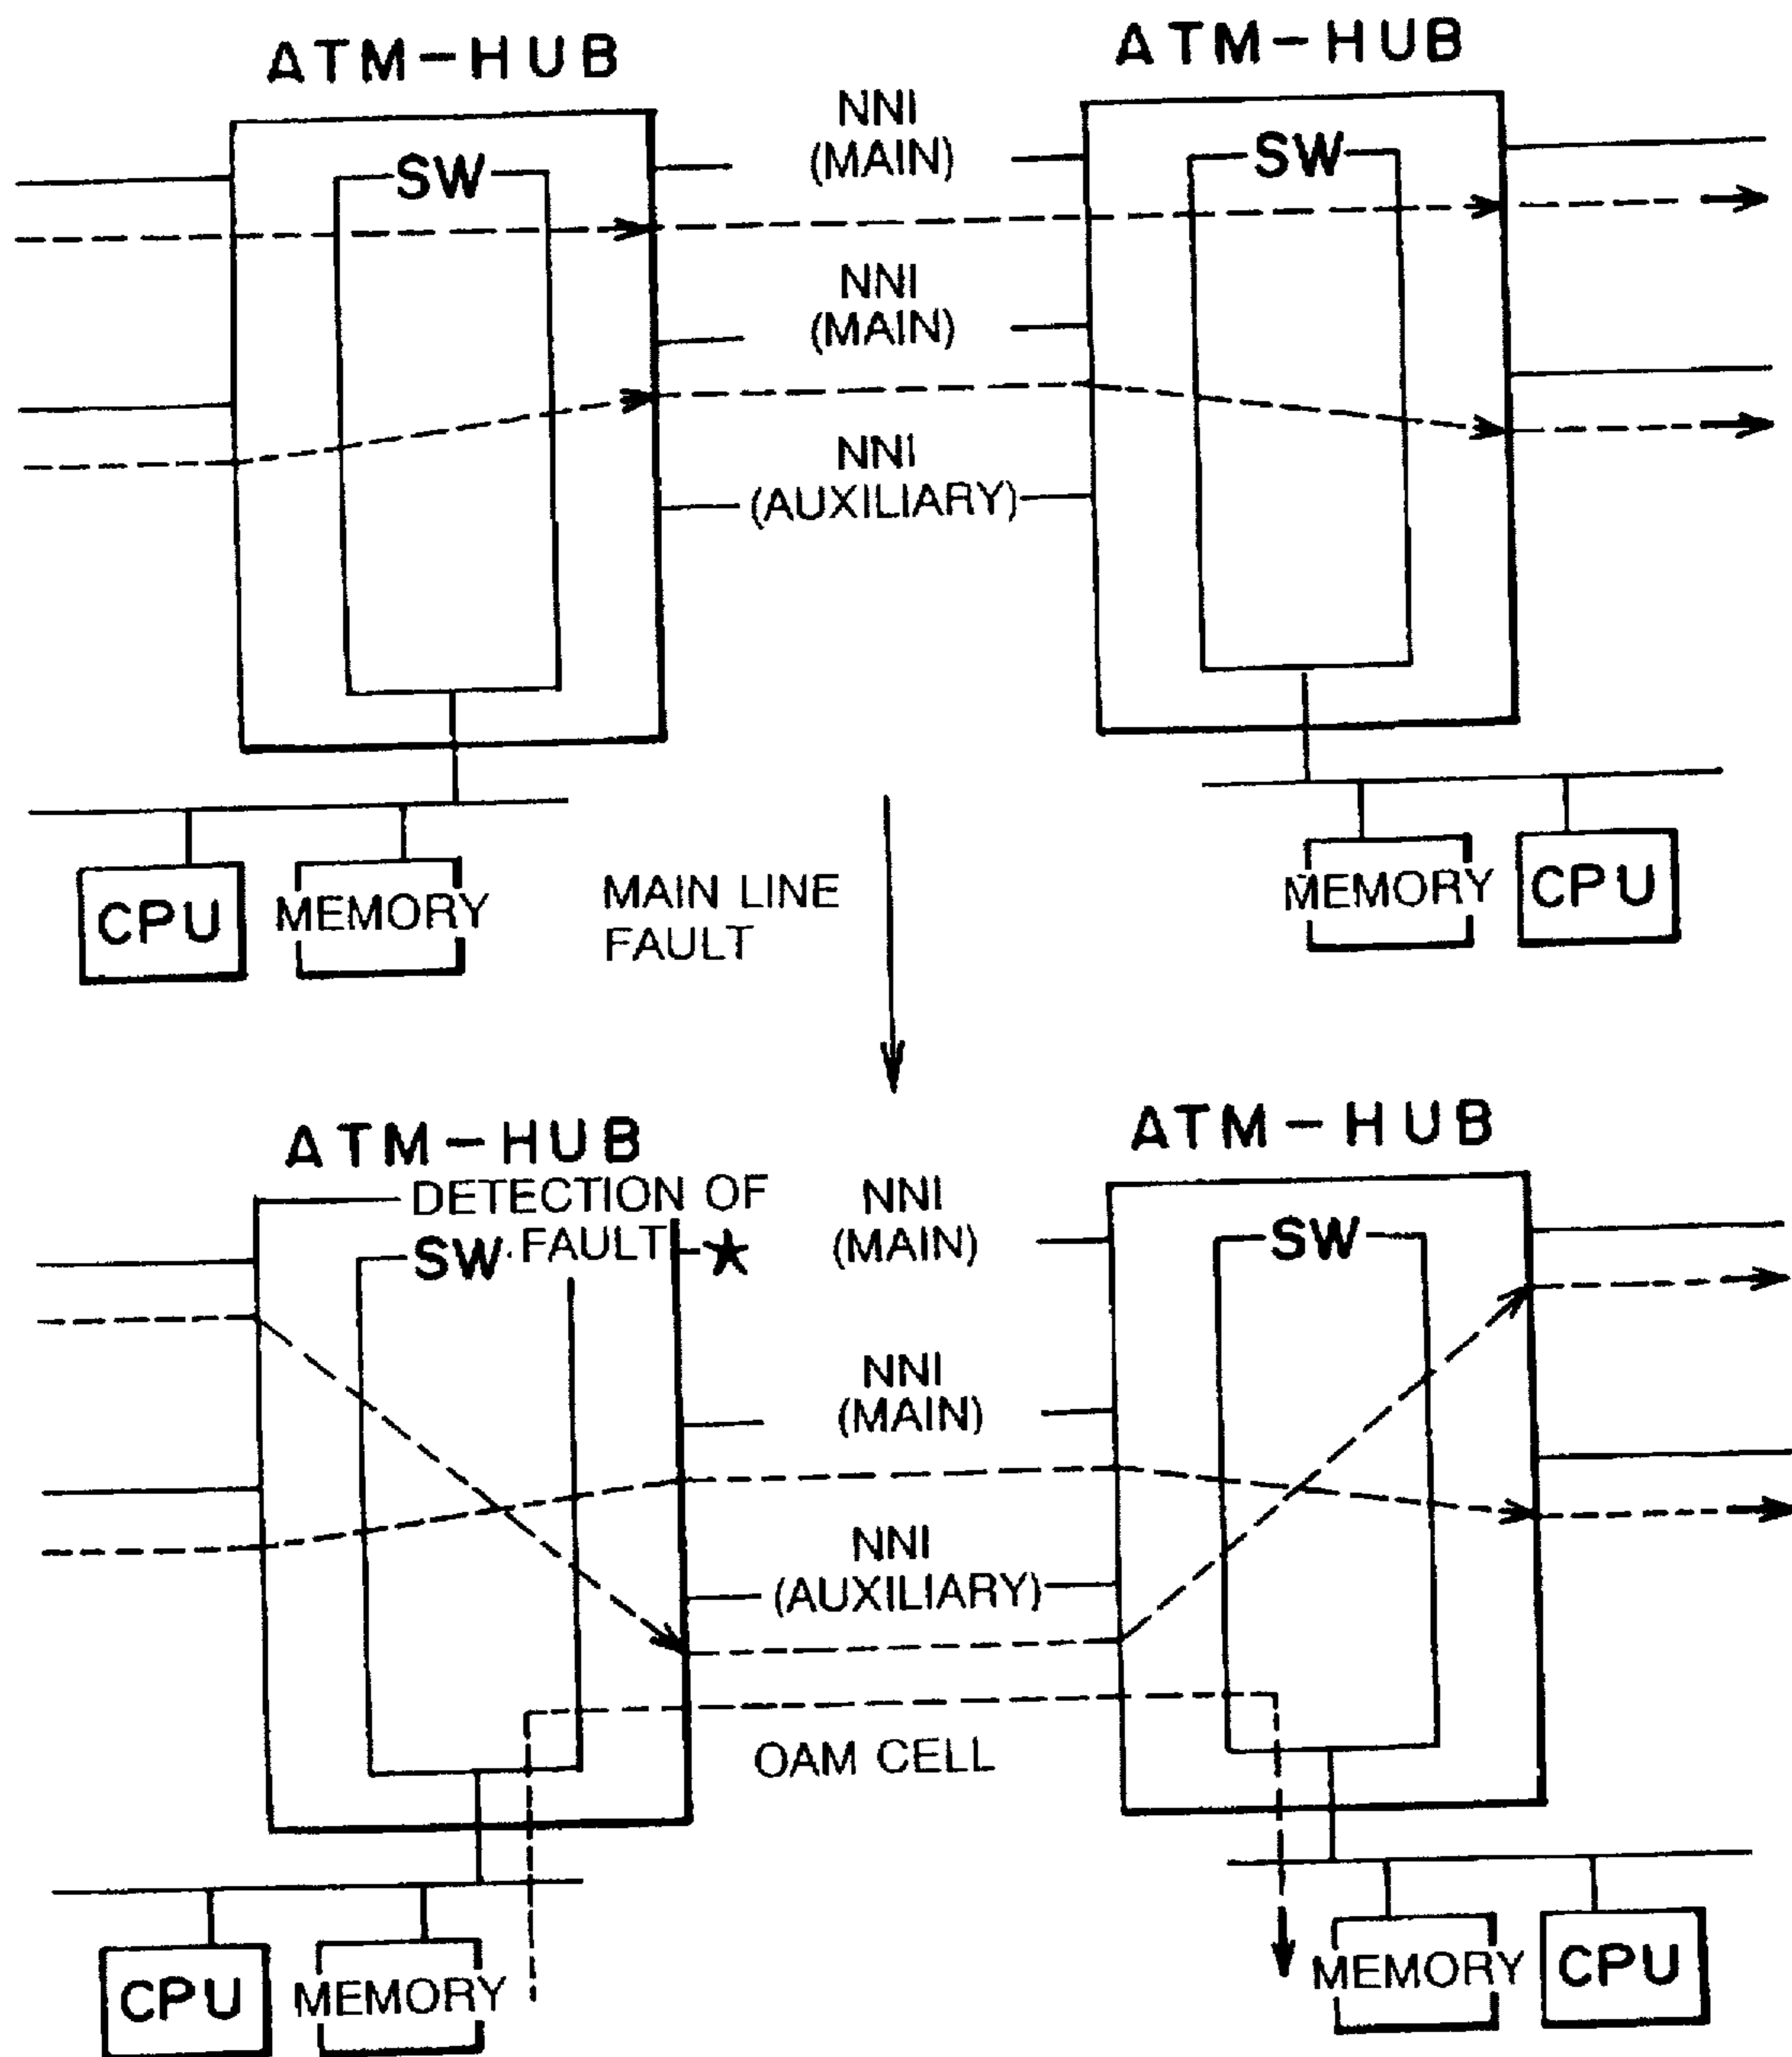 ATM-HUB
ATM-HUB
NNI
(MAIN)
SW
SW
NNI
(MAIN)
NNI
(AUXILIARY)
CPU
MEMORY
MAIN LINE
FAULT
MEMORY
CPU
ATM-HUB
ATM-HUB
DETECTION OF
FAULT
SW
NNI
(MAIN)
SW
NNI
(MAIN)
NNI
(AUXILIARY)
OAM CELL
CPU
MEMORY
MEMORY
CPU